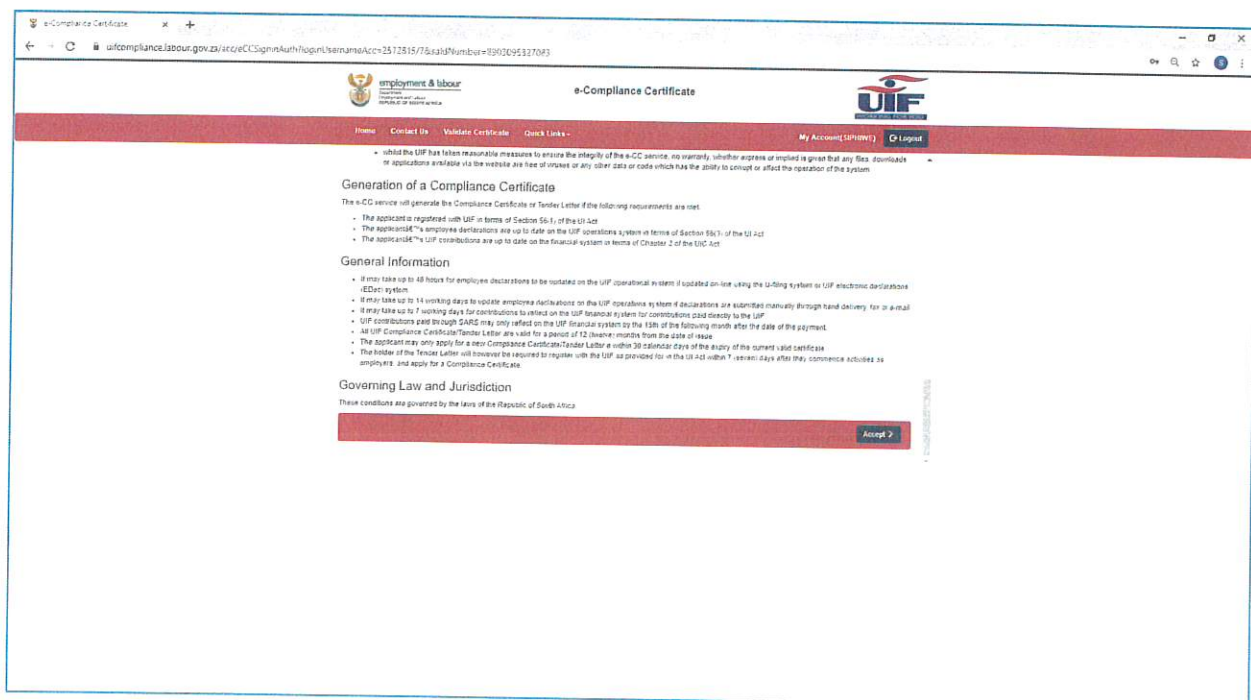 e-Compliance Certificate
employment & labour
Department:
Employment and Labour
REPUBLIC OF SOUTH AFRICA
e-Compliance Certificate
UIF
Home Contact Us Validate Certificate Quick Links
My Account(SIPHIWE) Logout
• whilst the UIF has taken reasonable measures to ensure the integrity of the e-CC service, no warranty, whether express or implied is given that any files, downloads
or applications available via the website are free of viruses or any other data or code which has the ability to corrupt or affect the operation of the system
Generation of a Compliance Certificate
The e-CC service will generate the Compliance Certificate or Tender Letter if the following requirements are met
• The applicant is registered with UIF in terms of Section 56(1) of the UI Act
• The applicantâ€™s employee declarations are up to date on the UIF operations system in terms of Section 56(3) of the UI Act
• The applicantâ€™s UIF contributions are up to date on the financial system in terms of Chapter 2 of the UIC Act
General Information
• It may take up to 48 hours for employee declarations to be updated on the UIF operational system if updated on-line using the U-filing system or UIF electronic declarations
(EDec) system
• It may take up to 14 working days to update employee declarations on the UIF operations system if declarations are submitted manually through hand delivery, fax or e-mail
• It may take up to 7 working days for contributions to reflect on the UIF financial system for contributions paid directly to the UIF
• UIF contributions paid through SARS may only reflect on the UIF financial system by the 15th of the following month after the date of the payment
• All UIF Compliance Certificate/Tender Letter are valid for a period of 12 (twelve) months from the date of issue
• The applicant may only apply for a new Compliance Certificate/Tender Letter e within 30 calendar days of the expiry of the current valid certificate
• The holder of the Tender Letter will however be required to register with the UIF as provided for in the UI Act within 7 (seven) days after they commence activities as
employers, and apply for a Compliance Certificate.
Governing Law and Jurisdiction
These conditions are governed by the laws of the Republic of South Africa
Accept >